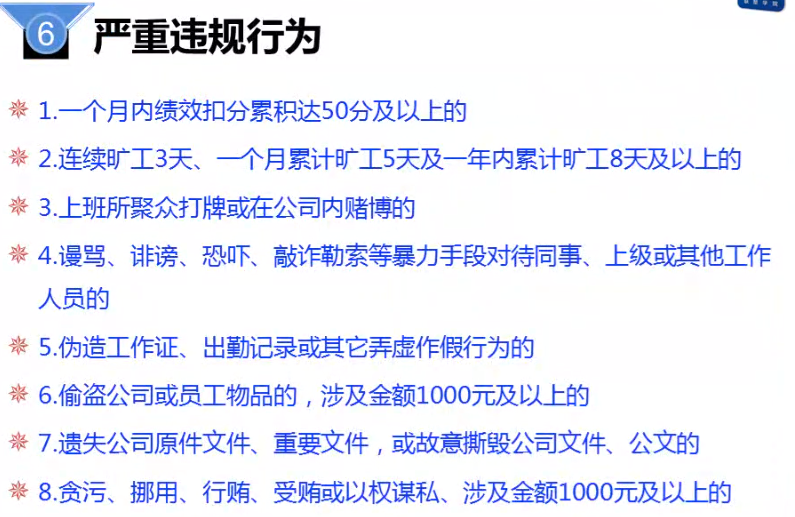 6
严重违规行为
1.一个月内绩效扣分累积达50分及以上的
2.连续旷工3天、一个月累计旷工5天及一年内累计旷工8天及以上的
3.上班所聚众打牌或在公司内赌博的
4.谩骂、诽谤、恐吓、敲诈勒索等暴力手段对待同事、上级或其他工作
人员的
5.伪造工作证、出勤记录或其它弄虚作假行为的
6.偷盗公司或员工物品的，涉及金额1000元及以上的
7.遗失公司原件文件、重要文件，或故意撕毁公司文件、公文的
8.贪污、挪用、行贿、受贿或以权谋私、涉及金额1000元及以上的